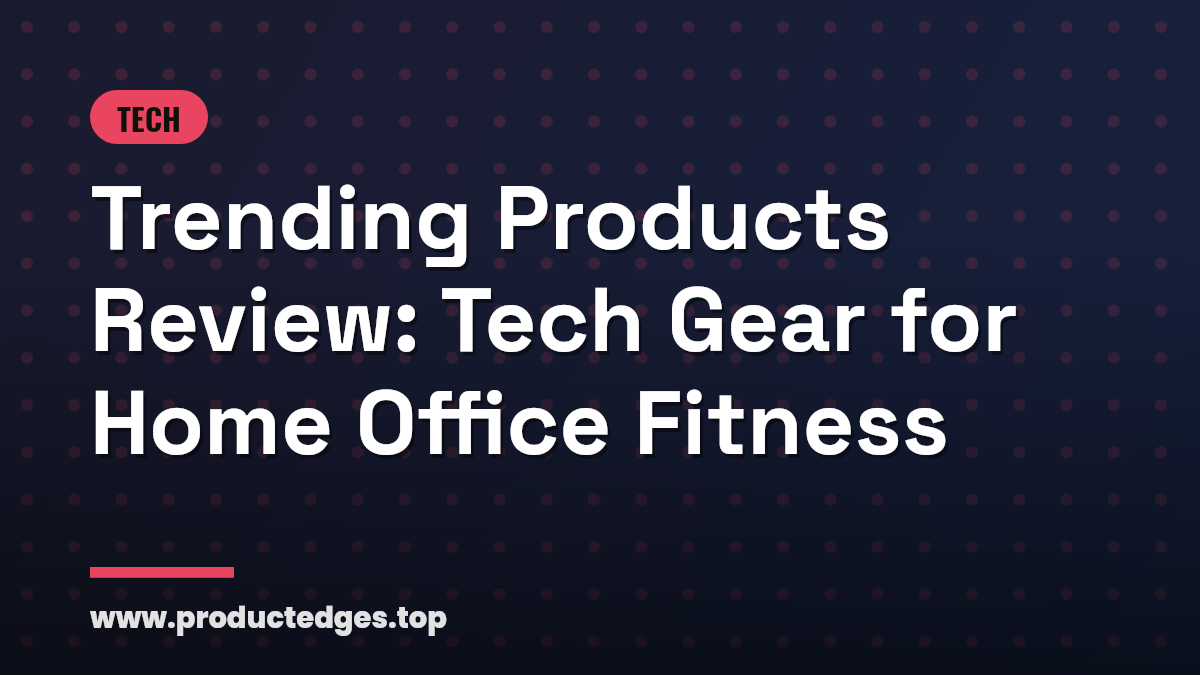 TECH
Trending Products
Review: Tech Gear for
Home Office Fitness
www.productedges.top